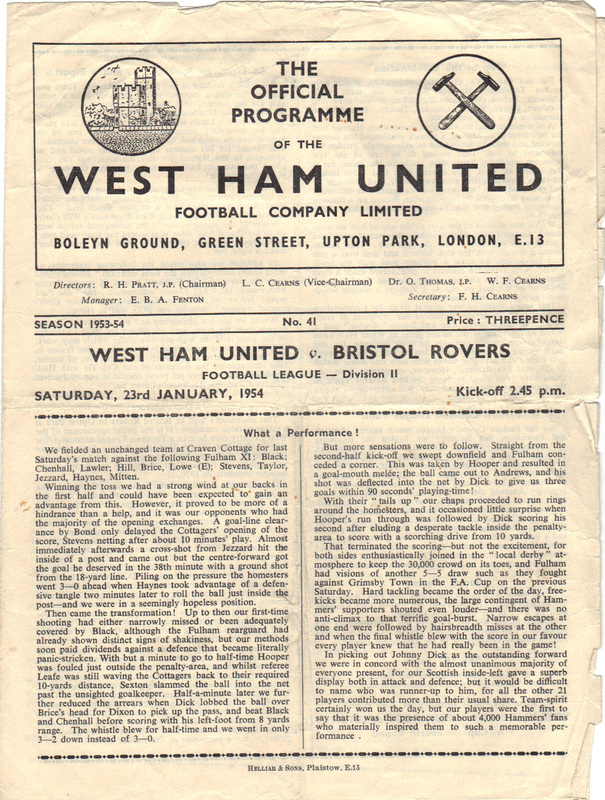 THE
OFFICIAL
PROGRAMME
OF THE
WEST HAM UNITED
FOOTBALL COMPANY LIMITED
BOLEYN GROUND, GREEN STREET, UPTON PARK, LONDON, E.13
Directors: R. H. PRATT, J.P. (Chairman) L. C. CEARNS (Vice-Chairman) Dr. O. THOMAS, J.P. W. F. CEARNS
Manager: E. B. A. FENTON Secretary: F. H. CEARNS
SEASON 1953-54 No. 41 Price : THREEPENCE
WEST HAM UNITED v. BRISTOL ROVERS
FOOTBALL LEAGUE — Division II
SATURDAY, 23rd JANUARY, 1954 Kick-off 2.45 p.m.
What a Performance !
We fielded an unchanged team at Craven Cottage for last
Saturday's match against the following Fulham XI: Black;
Chenhall, Lawler; Hill, Brice, Lowe (E); Stevens, Taylor,
Jezzard, Haynes, Mitten.
Winning the toss we had a strong wind at our backs in
the first half and could have been expected to gain an
advantage from this. However, it proved to be more of a
hindrance than a help, and it was our opponents who had
the majority of the opening exchanges. A goal-line clear-
ance by Bond only delayed the Cottagers' opening of the
score, Stevens netting after about 10 minutes' play. Almost
immediately afterwards a cross-shot from Jezzard hit the
inside of a post and came out but the centre-forward got
the goal he deserved in the 38th minute with a ground shot
from the 18-yard line. Piling on the pressure the homesters
went 3—0 ahead when Haynes took advantage of a defen-
sive tangle two minutes later to roll the ball just inside the
post—and we were in a seemingly hopeless position.
Then came the transformation! Up to then our first-time
shooting had either narrowly missed or been adequately
covered by Black, although the Fulham rearguard had
already shown distinct signs of shakiness, but our methods
soon paid dividends against a defence that became literally
panic-stricken. With but a minute to go to half-time Hooper
was fouled just outside the penalty-area, and whilst referee
Leafe was still waving the Cottagers back to their required
10-yards distance, Sexton slammed the ball into the net
past the unsighted goalkeeper. Half-a-minute later we fur-
ther reduced the arrears when Dick lobbed the ball over
Brice's head for Dixon to pick up the pass, and beat Black
and Chenhall before scoring with his left-foot from 8 yards
range. The whistle blew for half-time and we went in only
3—2 down instead of 3—0.
But more sensations were to follow. Straight from the
second-half kick-off we swept downfield and Fulham con-
ceded a corner. This was taken by Hooper and resulted in
a goal-mouth melée; the ball came out to Andrews, and his
shot was deflected into the net by Dick to give us three
goals within 90 seconds' playing-time!
With their "tails up" our chaps proceeded to run rings
around the homesters, and it occasioned little surprise when
Hooper's run through was followed by Dick scoring his
second after eluding a desperate tackle inside the penalty-
area to score with a scorching drive from 10 yards.
That terminated the scoring—but not the excitement, for
both sides enthusiastically joined in the "local derby" at-
mosphere to keep the 30,000 crowd on its toes, and Fulham
had visions of another 5—5 draw such as they fought
against Grimsby Town in the F.A. Cup on the previous
Saturday. Hard tackling became the order of the day, free-
kicks became more numerous, the large contingent of Ham-
mers' supporters shouted even louder—and there was no
anti-climax to that terrific goal-burst. Narrow escapes at
one end were followed by hairsbreadth misses at the other
and when the final whistle blew with the score in our favour
every player knew that he had really been in the game!
In picking out Johnny Dick as the outstanding forward
we were in concord with the almost unanimous majority of
everyone present, for our Scottish inside-left gave a superb
display both in attack and defence; but it would be difficult
to name who was runner-up to him, for all the other 21
players contributed more than their usual share. Team-spirit
certainly won us the day, but our players were the first to
say that it was the presence of about 4,000 Hammers' fans
who materially inspired them to such a memorable per-
formance .
HELLIAR & SONS, Plaistow, E.13